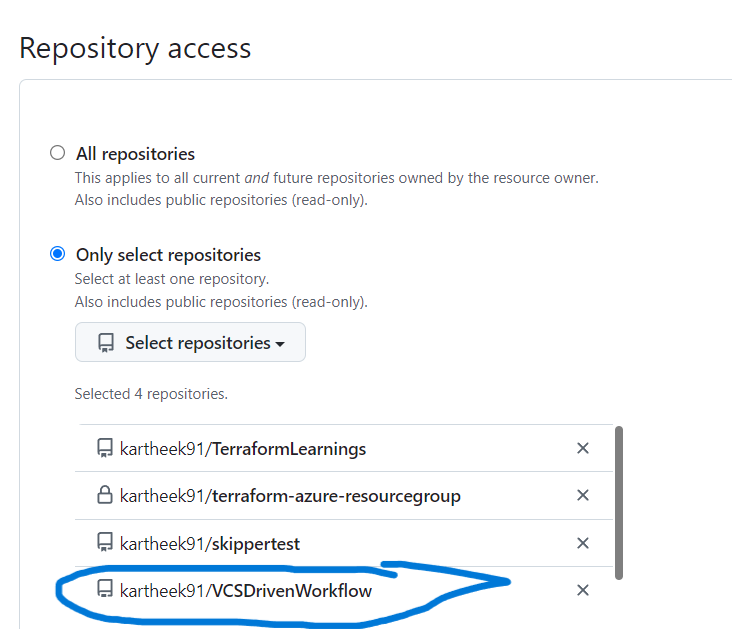 Repository access
All repositories
This applies to all current and future repositories owned by the resource owner.
Also includes public repositories (read-only).
Only select repositories
Select at least one repository.
Also includes public repositories (read-only).
Select repositories
Selected 4 repositories.
kartheek91/TerraformLearnings
kartheek91/terraform-azure-resourcegroup
kartheek91/skippertest
kartheek91/VCSDrivenWorkflow